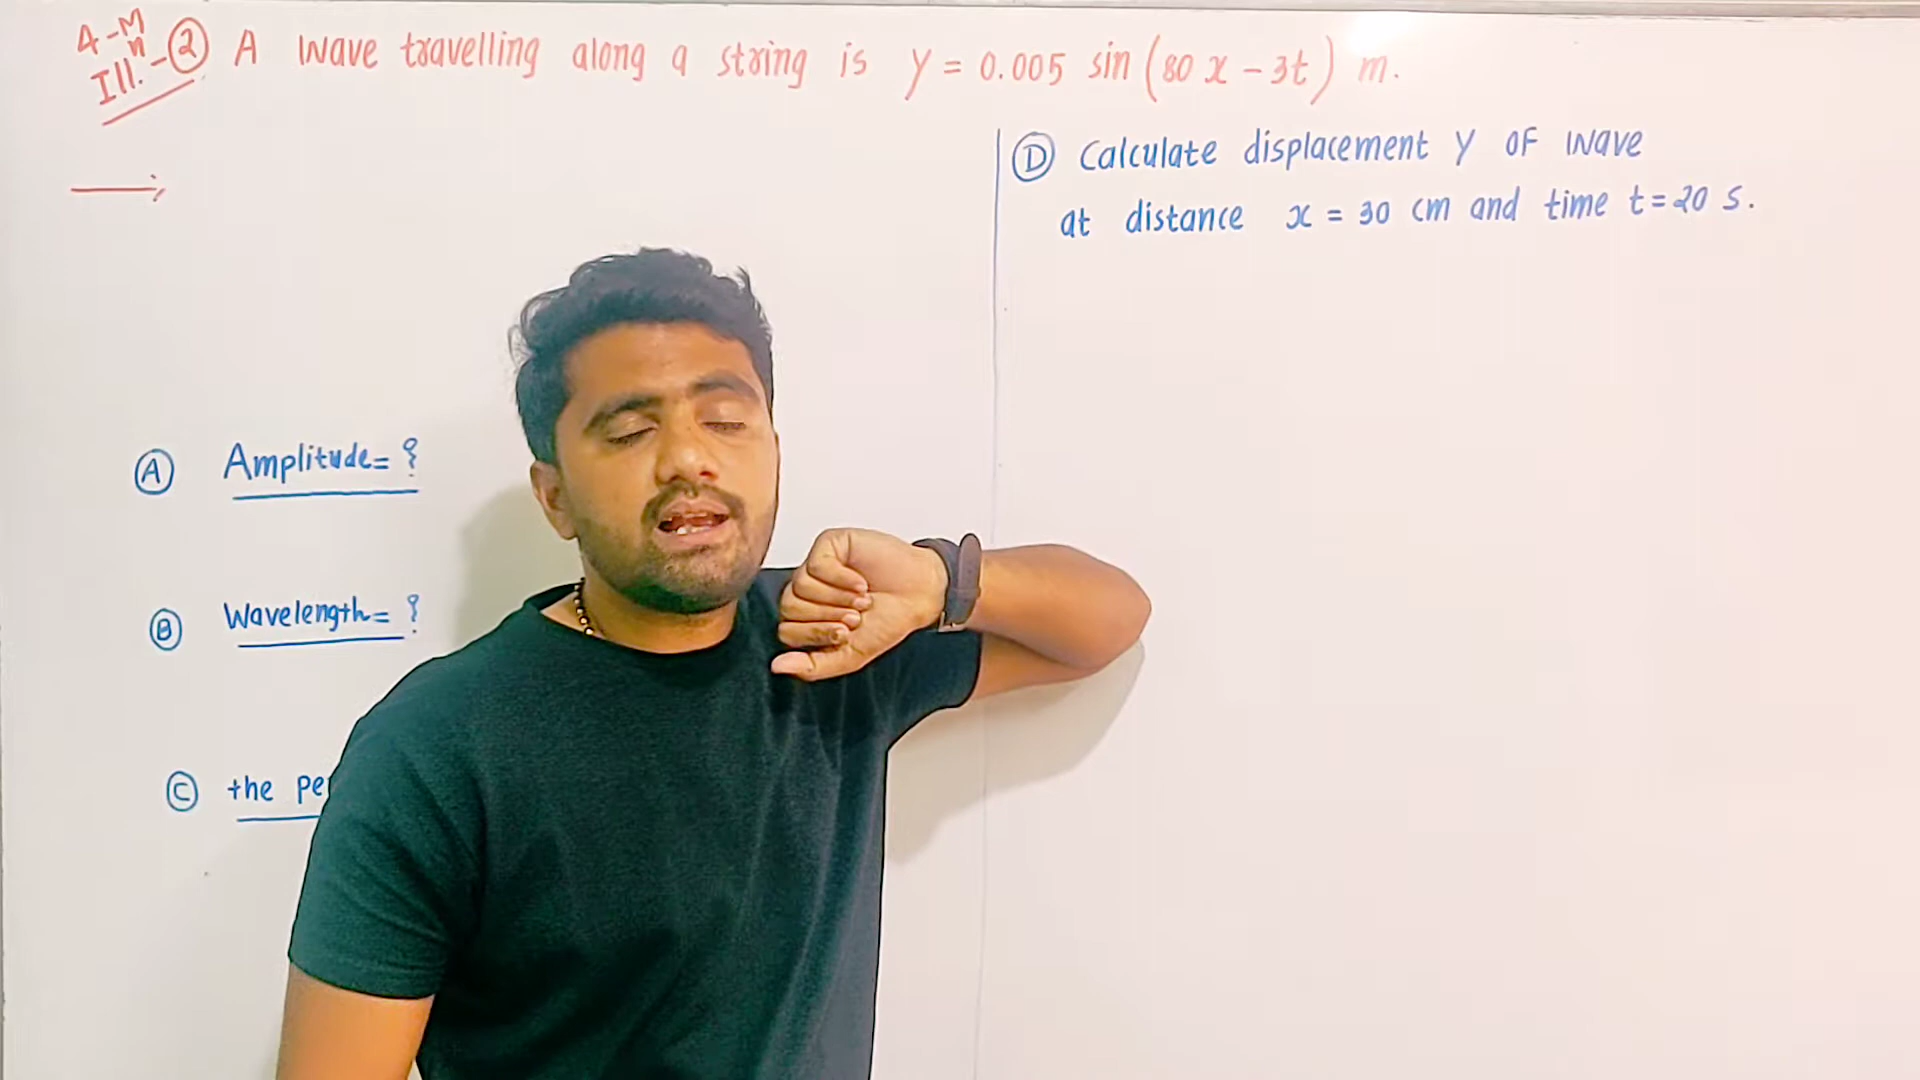 4-M
Illⁿ.-② A wave travelling along a string is y = 0.005 sin (80 x - 3t) m.
→
Ⓐ Amplitude= ?
Ⓑ Wavelength= ?
Ⓒ the pe
Ⓓ Calculate displacement y OF wave
at distance x = 30 cm and time t=20 s.